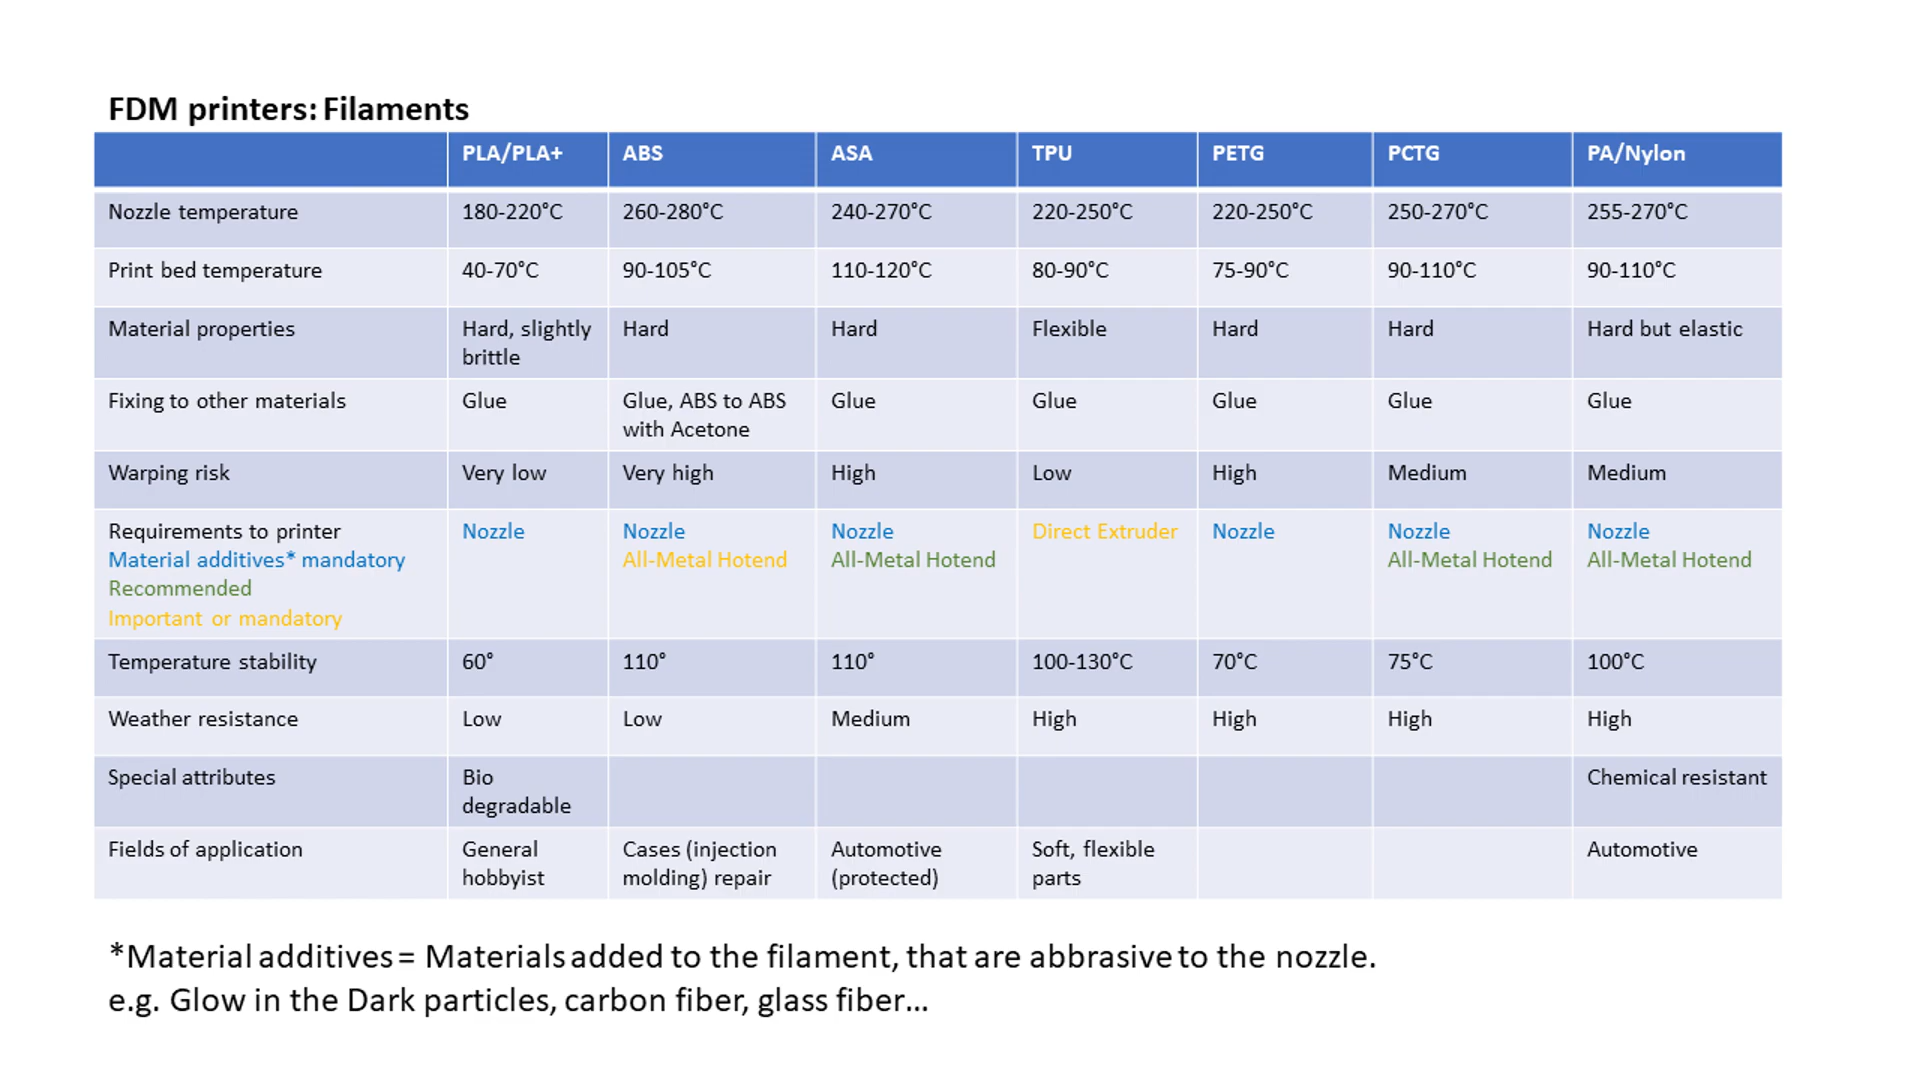 FDM printers: Filaments
PLA/PLA+ ABS ASA TPU PETG PCTG PA/Nylon
Nozzle temperature 180-220°C 260-280°C 240-270°C 220-250°C 220-250°C 250-270°C 255-270°C
Print bed temperature 40-70°C 90-105°C 110-120°C 80-90°C 75-90°C 90-110°C 90-110°C
Material properties Hard, slightly Hard Hard Flexible Hard Hard Hard but elastic
brittle
Fixing to other materials Glue Glue, ABS to ABS Glue Glue Glue Glue Glue
with Acetone
Warping risk Very low Very high High Low High Medium Medium
Requirements to printer Nozzle Nozzle Nozzle Direct Extruder Nozzle Nozzle Nozzle
Material additives* mandatory All-Metal Hotend All-Metal Hotend All-Metal Hotend All-Metal Hotend
Recommended
Important or mandatory
Temperature stability 60° 110° 110° 100-130°C 70°C 75°C 100°C
Weather resistance Low Low Medium High High High High
Special attributes Bio Chemical resistant
degradable
Fields of application General Cases (injection Automotive Soft, flexible Automotive
hobbyist molding) repair (protected) parts
*Material additives = Materials added to the filament, that are abbrasive to the nozzle.
e.g. Glow in the Dark particles, carbon fiber, glass fiber...